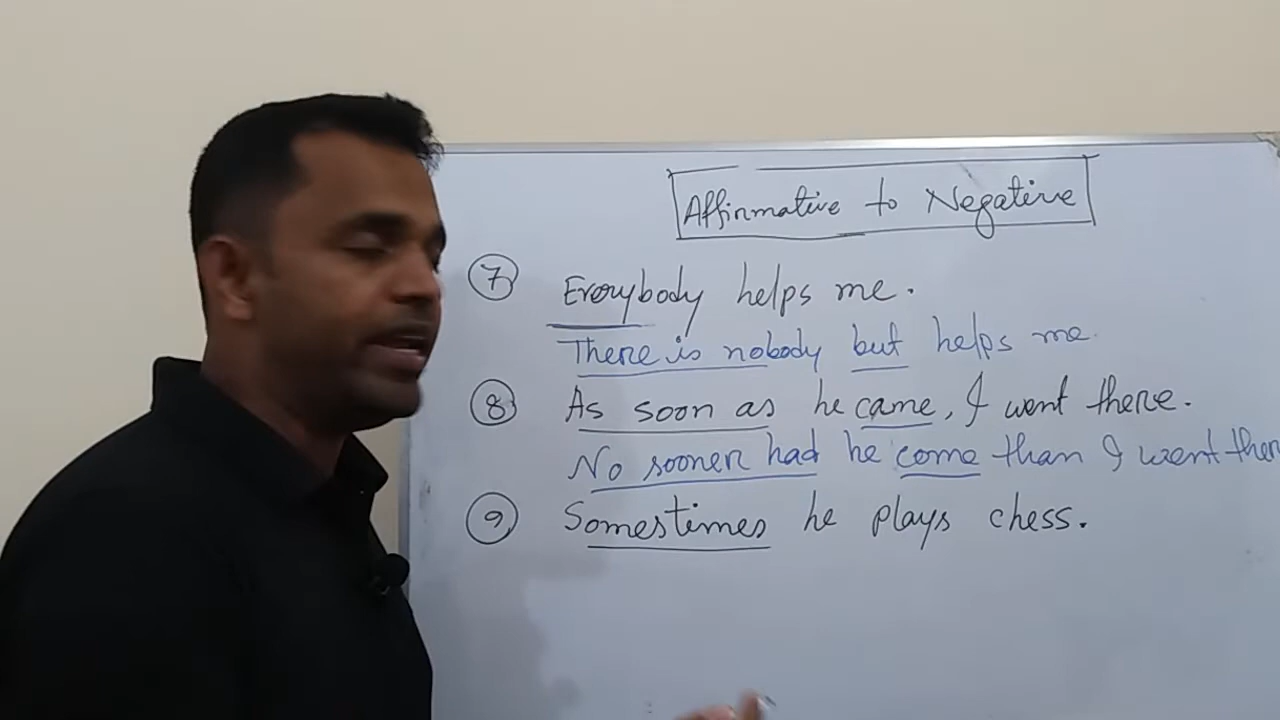 Affirmative to Negative
7 Everybody helps me.
There is nobody but helps me.
8 As soon as he came, I went there.
No sooner had he come than I went ther
9 Somestimes he plays chess.